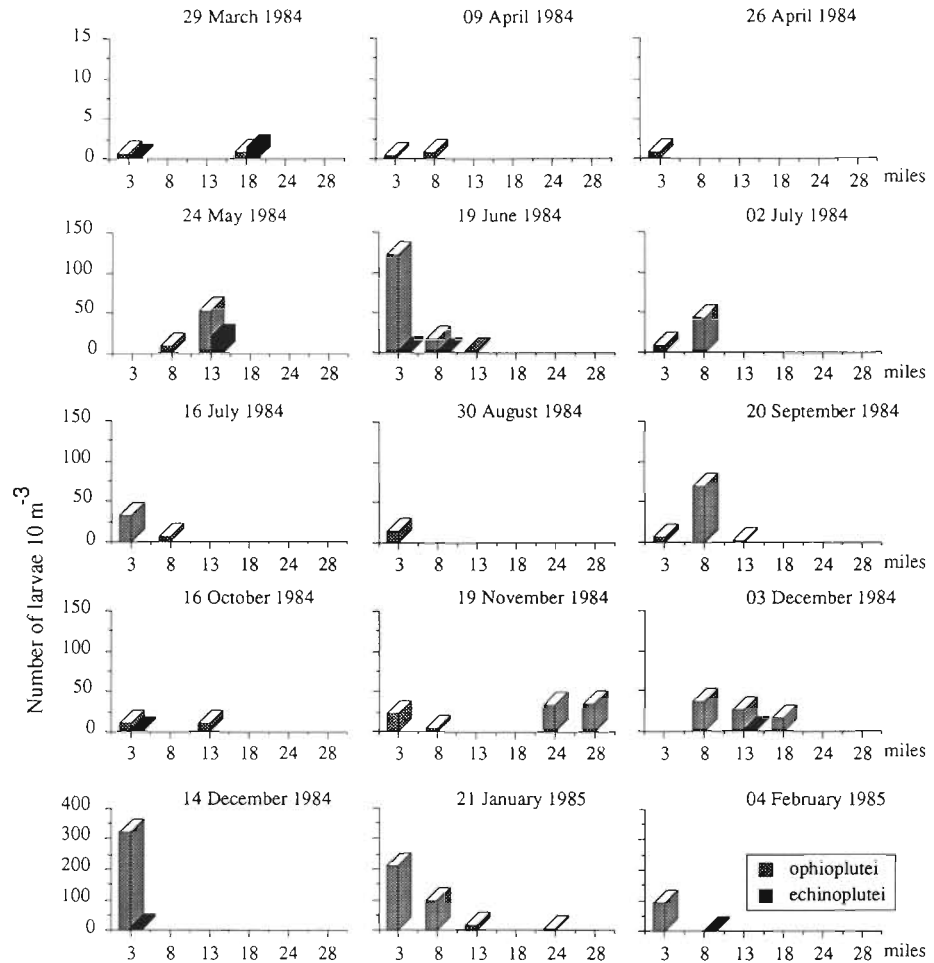 29 March 1984
09 April 1984
26 April 1984
15
10
5
0
3 8 13 18 24 28
3 8 13 18 24 28
3 8 13 18 24 28 miles
24 May 1984
19 June 1984
02 July 1984
150
100
50
0
3 8 13 18 24 28
3 8 13 18 24 28
3 8 13 18 24 28 miles
16 July 1984
30 August 1984
20 September 1984
150
100
50
0
3 8 13 18 24 28
3 8 13 18 24 28
3 8 13 18 24 28 miles
Number of larvae 10 m-3
16 October 1984
19 November 1984
03 December 1984
150
100
50
0
3 8 13 18 24 28
3 8 13 18 24 28
3 8 13 18 24 28 miles
14 December 1984
21 January 1985
04 February 1985
400
300
200
100
0
3 8 13 18 24 28
3 8 13 18 24 28
3 8 13 18 24 28 miles
ophioplutei
echinoplutei